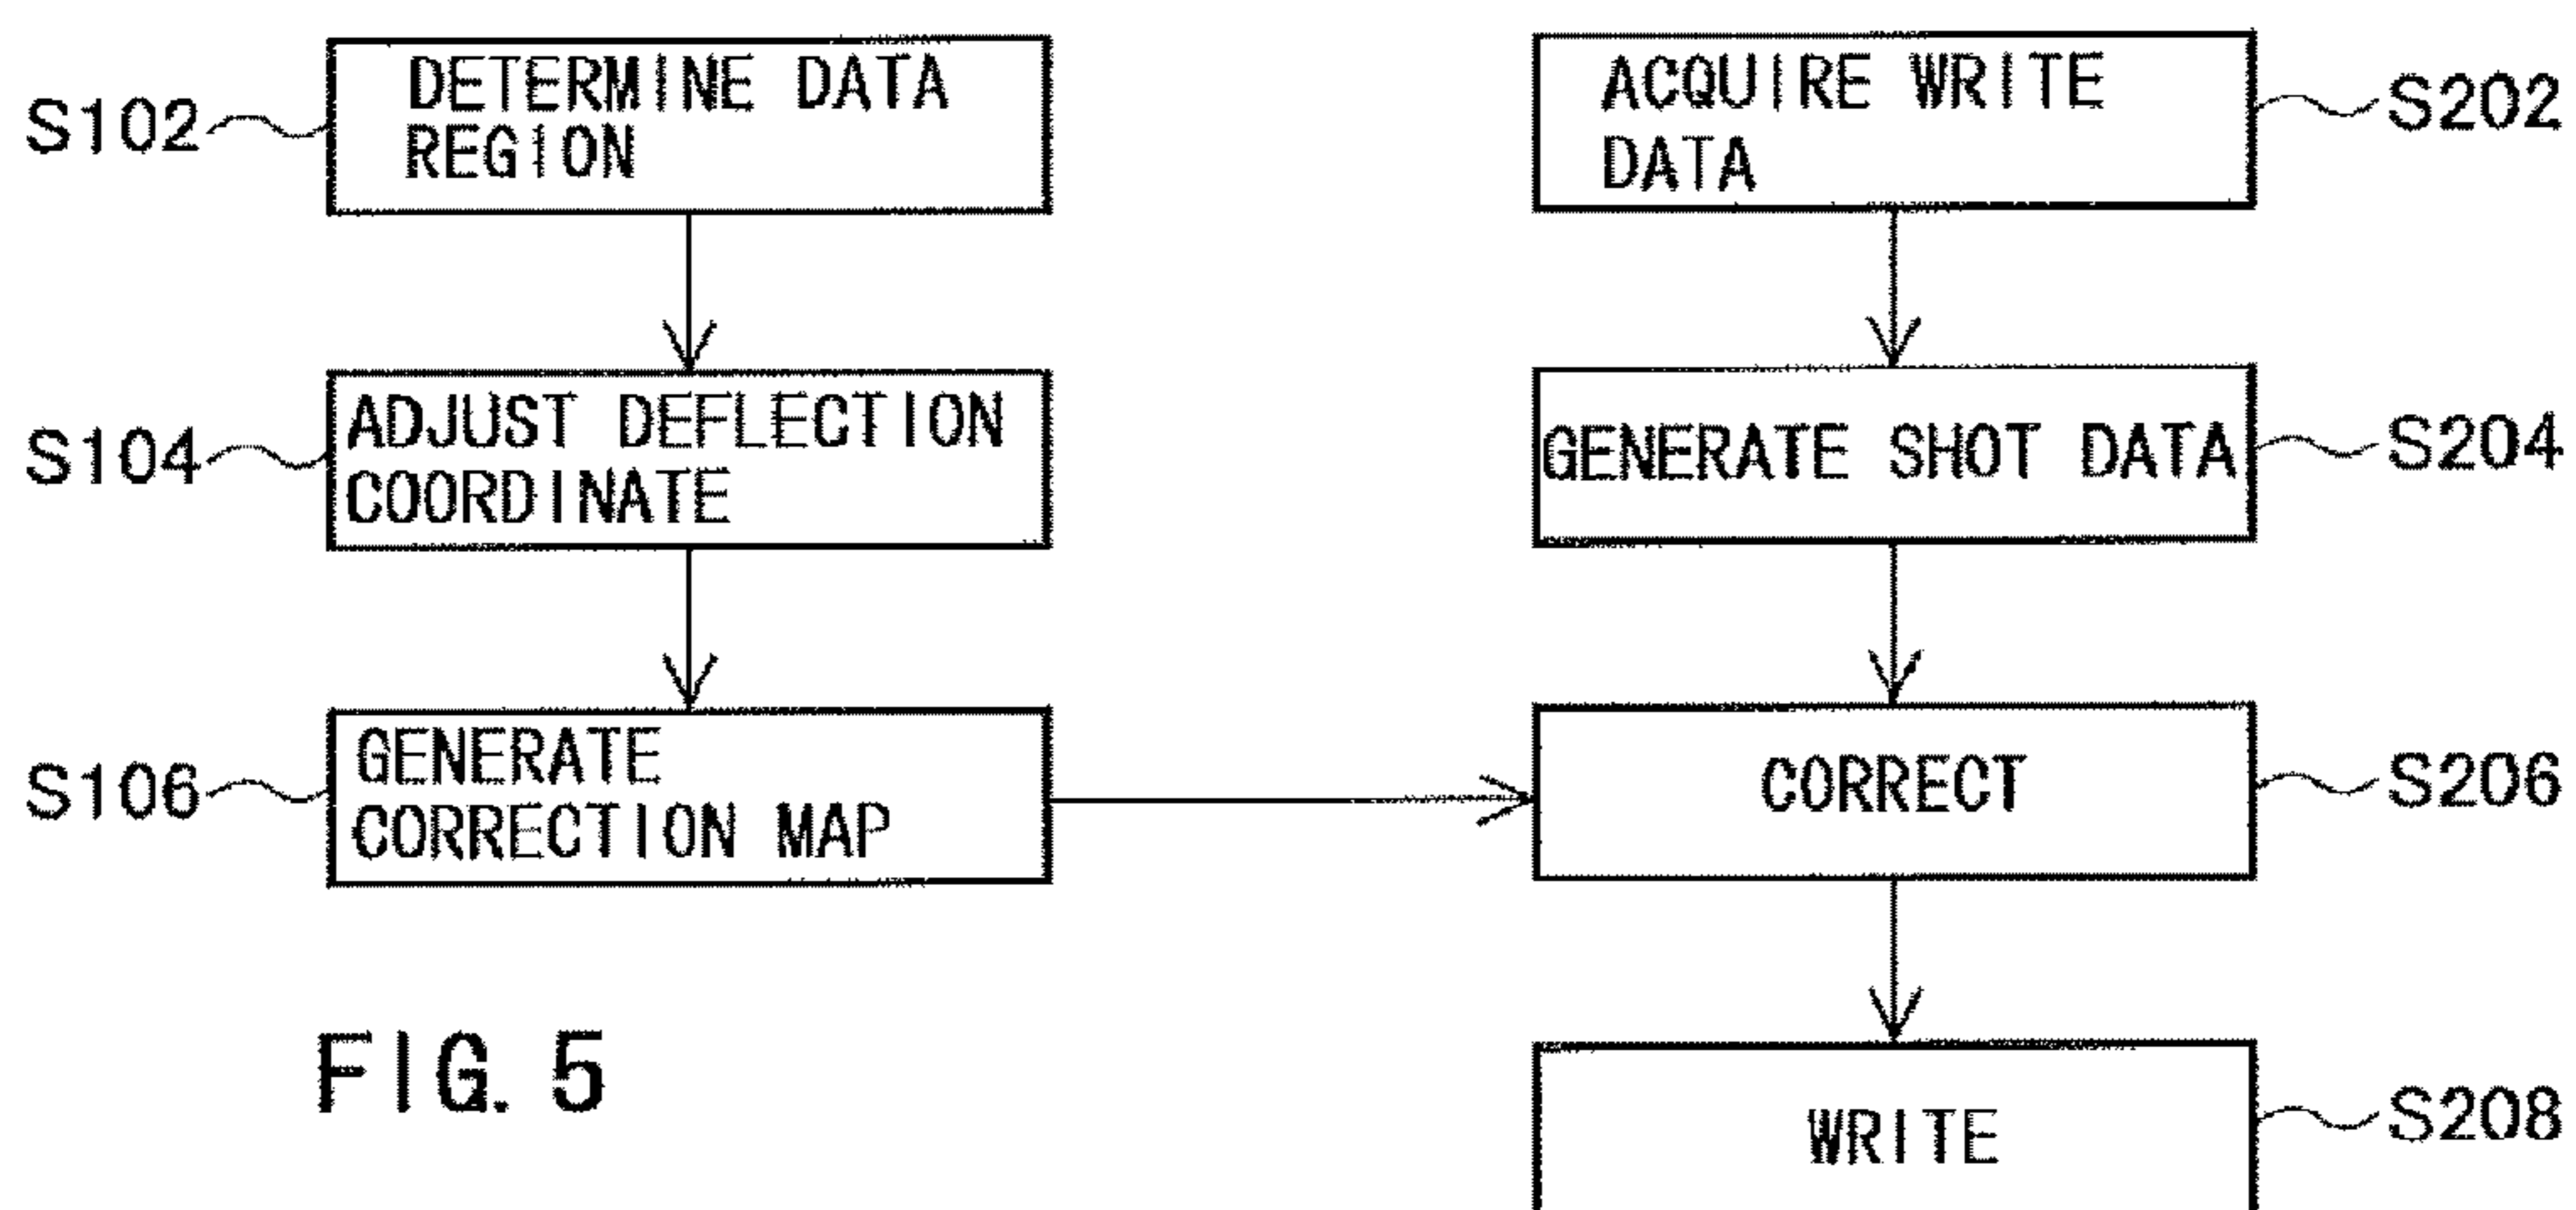 S102
DETERMINE DATA
REGION
S104
ADJUST DEFLECTION
COORDINATE
S106
GENERATE
CORRECTION MAP
ACQUIRE WRITE
DATA
S202
GENERATE SHOT DATA
S204
CORRECT
S206
WRITE
S208
FIG. 5